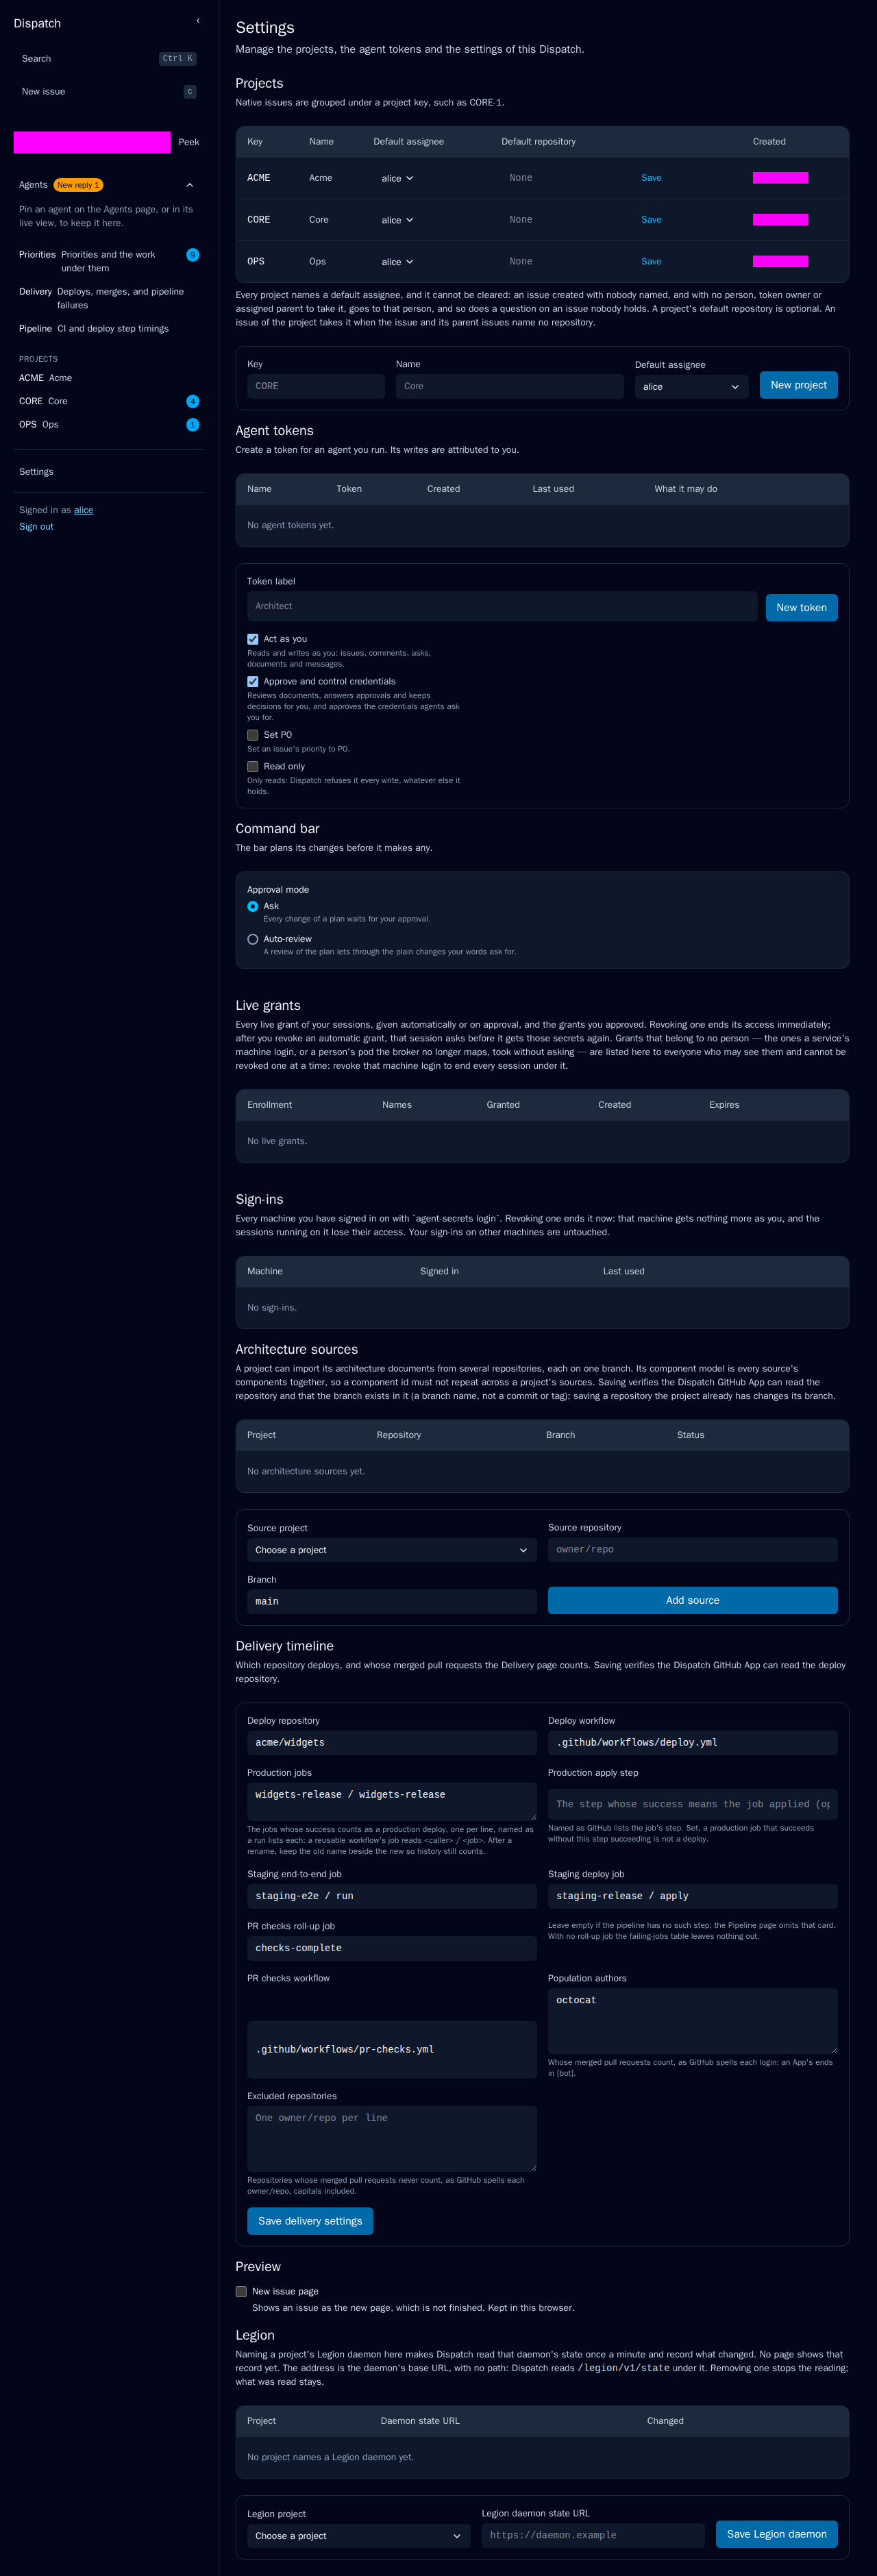 Dispatch
‹
Search
Ctrl K
New issue
c
Peek
Agents
New reply 1
Pin an agent on the Agents page, or in its
live view, to keep it here.
Priorities Priorities and the work
under them
9
Delivery Deploys, merges, and pipeline
failures
Pipeline CI and deploy step timings
PROJECTS
ACME Acme
CORE Core
4
OPS Ops
1
Settings
Signed in as alice
Sign out
Settings
Manage the projects, the agent tokens and the settings of this Dispatch.
Projects
Native issues are grouped under a project key, such as CORE-1.
Key Name Default assignee Default repository Created
ACME Acme alice None Save
CORE Core alice None Save
OPS Ops alice None Save
Every project names a default assignee, and it cannot be cleared: an issue created with nobody named, and with no person, token owner or
assigned parent to take it, goes to that person, and so does a question on an issue nobody holds. A project's default repository is optional. An
issue of the project takes it when the issue and its parent issues name no repository.
Key Name Default assignee
CORE Core alice New project
Agent tokens
Create a token for an agent you run. Its writes are attributed to you.
Name Token Created Last used What it may do
No agent tokens yet.
Token label
Architect
New token
Act as you
Reads and writes as you: issues, comments, asks,
documents and messages.
Approve and control credentials
Reviews documents, answers approvals and keeps
decisions for you, and approves the credentials agents ask
you for.
Set P0
Set an issue's priority to P0.
Read only
Only reads: Dispatch refuses it every write, whatever else it
holds.
Command bar
The bar plans its changes before it makes any.
Approval mode
Ask
Every change of a plan waits for your approval.
Auto-review
A review of the plan lets through the plain changes your words ask for.
Live grants
Every live grant of your sessions, given automatically or on approval, and the grants you approved. Revoking one ends its access immediately;
after you revoke an automatic grant, that session asks before it gets those secrets again. Grants that belong to no person — the ones a service's
machine login, or a person's pod the broker no longer maps, took without asking — are listed here to everyone who may see them and cannot be
revoked one at a time: revoke that machine login to end every session under it.
Enrollment Names Granted Created Expires
No live grants.
Sign-ins
Every machine you have signed in on with `agent-secrets login`. Revoking one ends it now: that machine gets nothing more as you, and the
sessions running on it lose their access. Your sign-ins on other machines are untouched.
Machine Signed in Last used
No sign-ins.
Architecture sources
A project can import its architecture documents from several repositories, each on one branch. Its component model is every source's
components together, so a component id must not repeat across a project's sources. Saving verifies the Dispatch GitHub App can read the
repository and that the branch exists in it (a branch name, not a commit or tag); saving a repository the project already has changes its branch.
Project Repository Branch Status
No architecture sources yet.
Source project Source repository
Choose a project owner/repo
Branch
main Add source
Delivery timeline
Which repository deploys, and whose merged pull requests the Delivery page counts. Saving verifies the Dispatch GitHub App can read the deploy
repository.
Deploy repository Deploy workflow
acme/widgets .github/workflows/deploy.yml
Production jobs Production apply step
widgets-release / widgets-release
The step whose success means the job applied (op
The jobs whose success counts as a production deploy, one per line, named as
a run lists each: a reusable workflow's job reads <caller> / <job>. After a
rename, keep the old name beside the new so history still counts.
Named as GitHub lists the job's step. Set, a production job that succeeds
without this step succeeding is not a deploy.
Staging end-to-end job Staging deploy job
staging-e2e / run staging-release / apply
PR checks roll-up job
checks-complete
Leave empty if the pipeline has no such step; the Pipeline page omits that card.
With no roll-up job the failing-jobs table leaves nothing out.
PR checks workflow Population authors
.github/workflows/pr-checks.yml
octocat
Whose merged pull requests count, as GitHub spells each login: an App's ends
in [bot].
Excluded repositories
One owner/repo per line
Repositories whose merged pull requests never count, as GitHub spells each
owner/repo, capitals included.
Save delivery settings
Preview
New issue page
Shows an issue as the new page, which is not finished. Kept in this browser.
Legion
Naming a project's Legion daemon here makes Dispatch read that daemon's state once a minute and record what changed. No page shows that
record yet. The address is the daemon's base URL, with no path: Dispatch reads /legion/v1/state under it. Removing one stops the reading;
what was read stays.
Project Daemon state URL Changed
No project names a Legion daemon yet.
Legion project Legion daemon state URL
Choose a project https://daemon.example Save Legion daemon